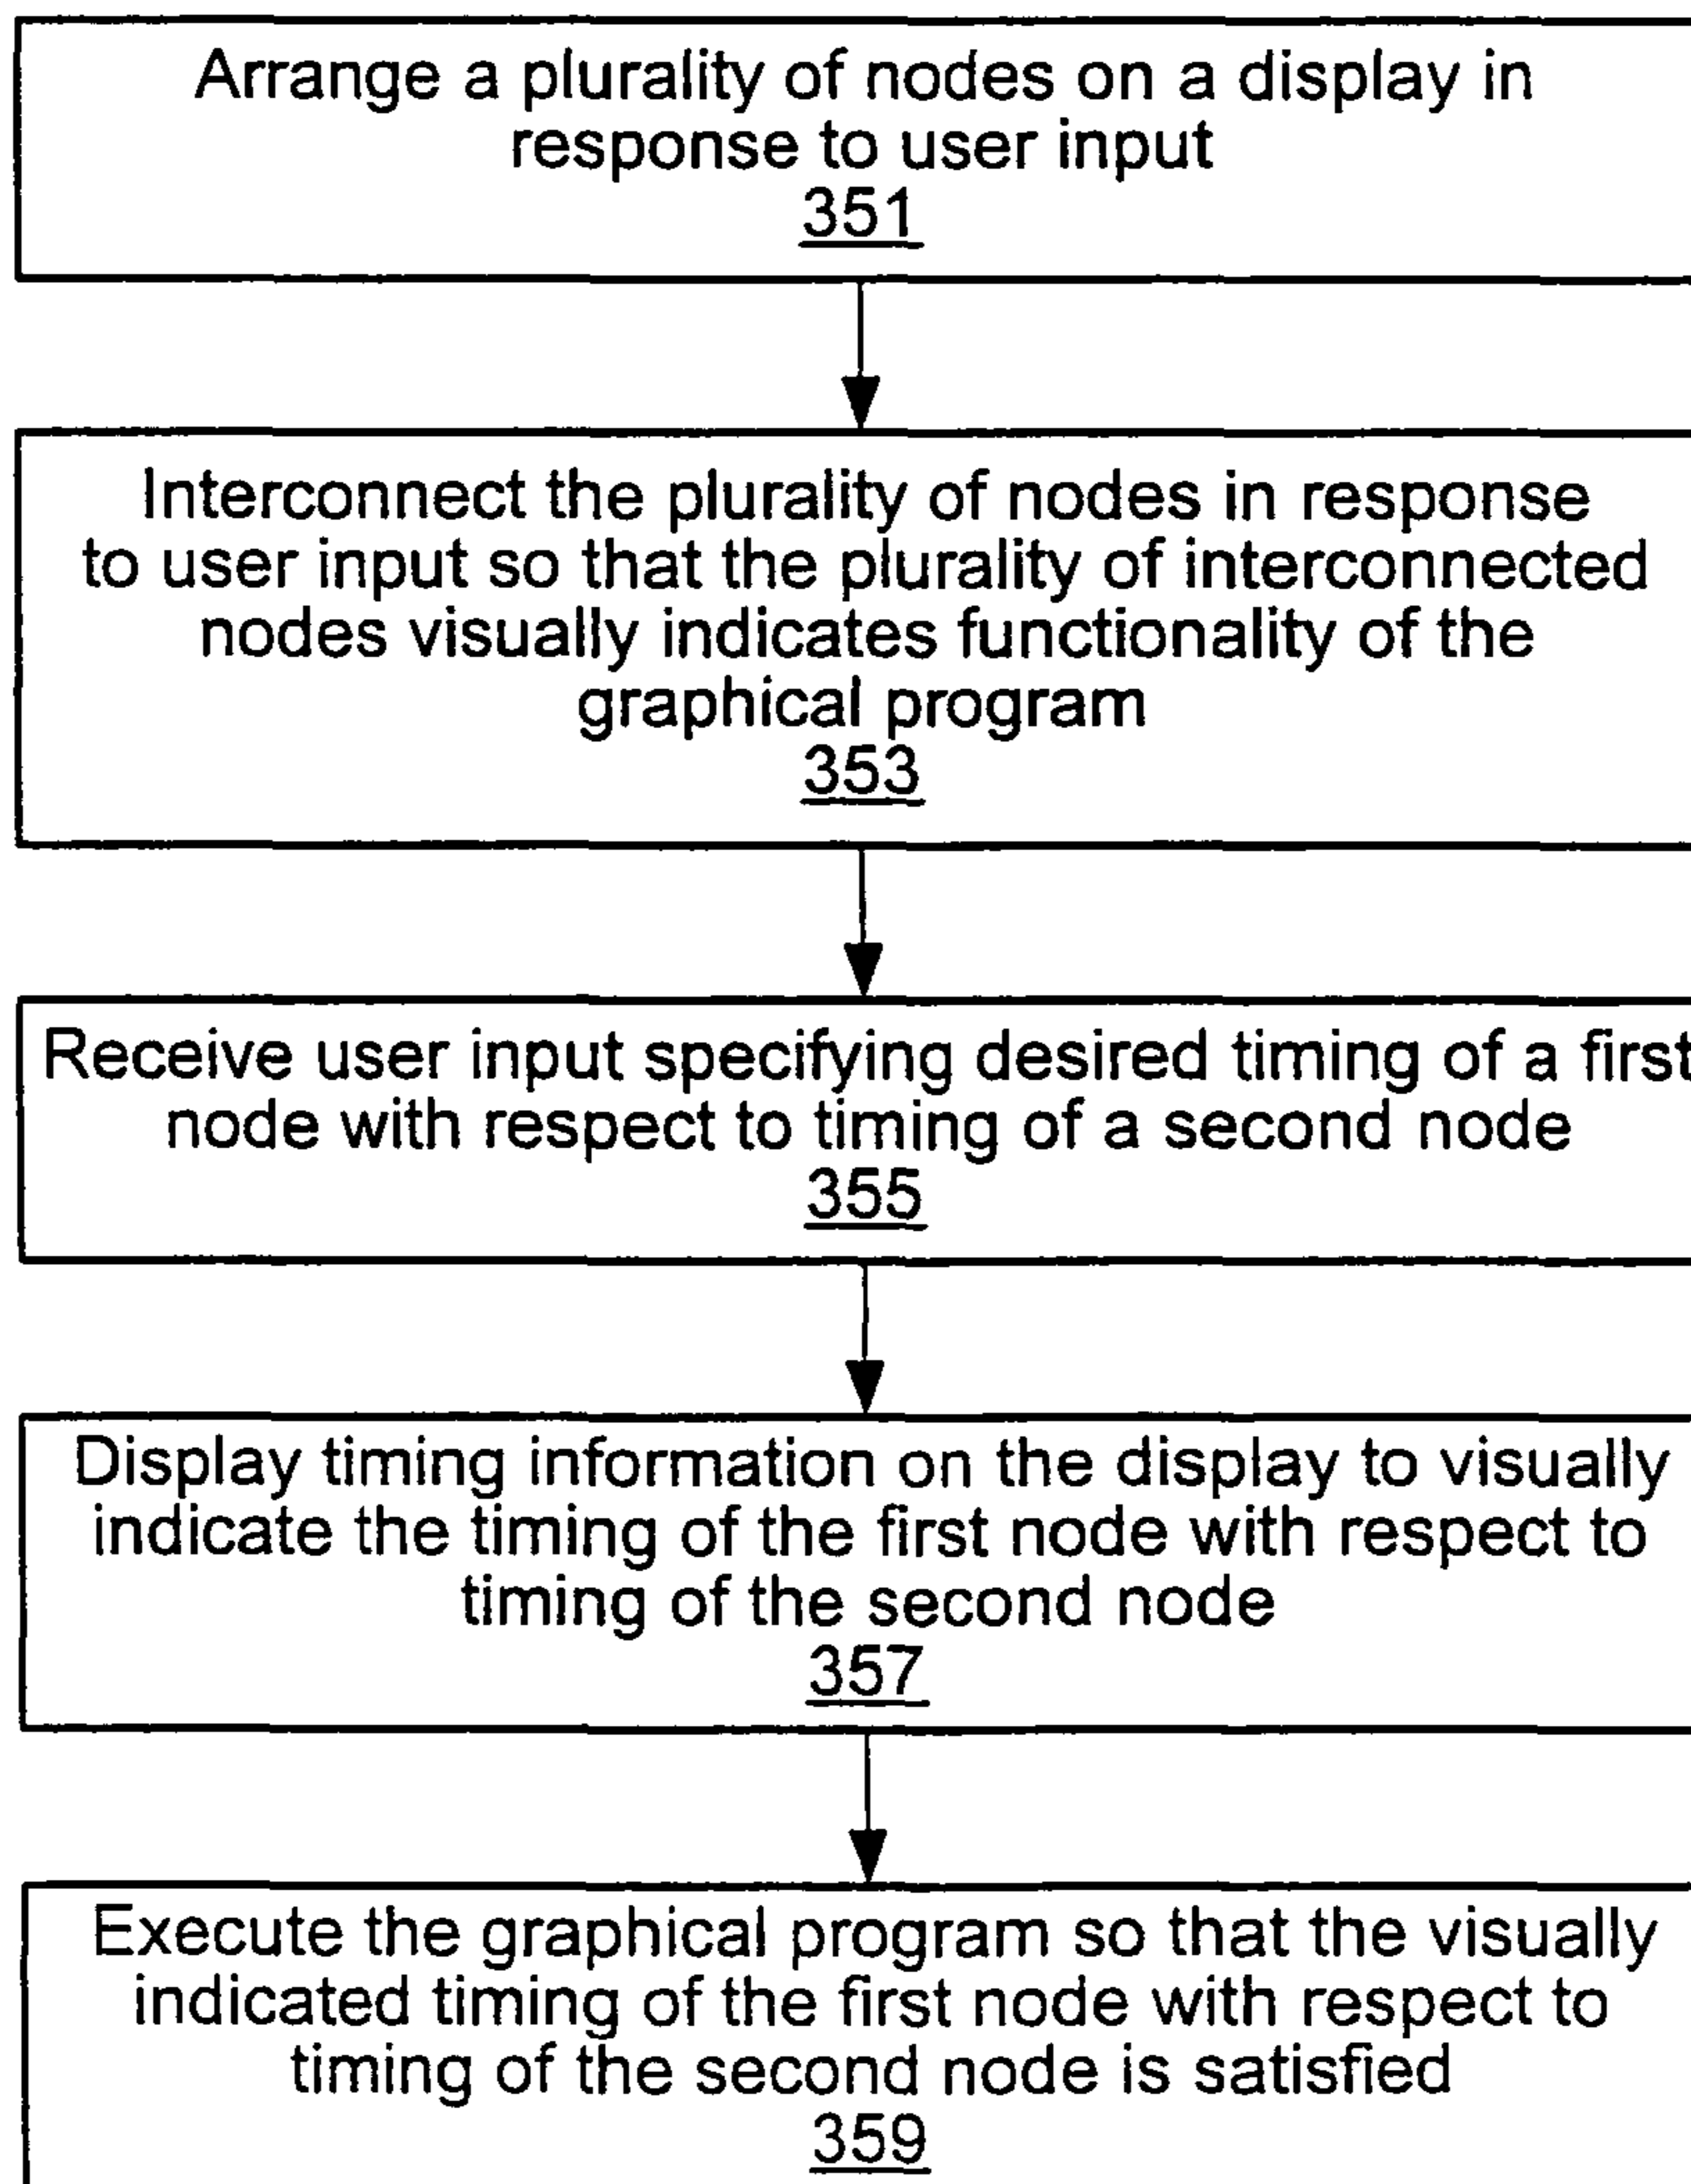 Arrange a plurality of nodes on a display in
response to user input
351
Interconnect the plurality of nodes in response
to user input so that the plurality of interconnected
nodes visually indicates functionality of the
graphical program
353
Receive user input specifying desired timing of a first
node with respect to timing of a second node
355
Display timing information on the display to visually
indicate the timing of the first node with respect to
timing of the second node
357
Execute the graphical program so that the visually
indicated timing of the first node with respect to
timing of the second node is satisfied
359